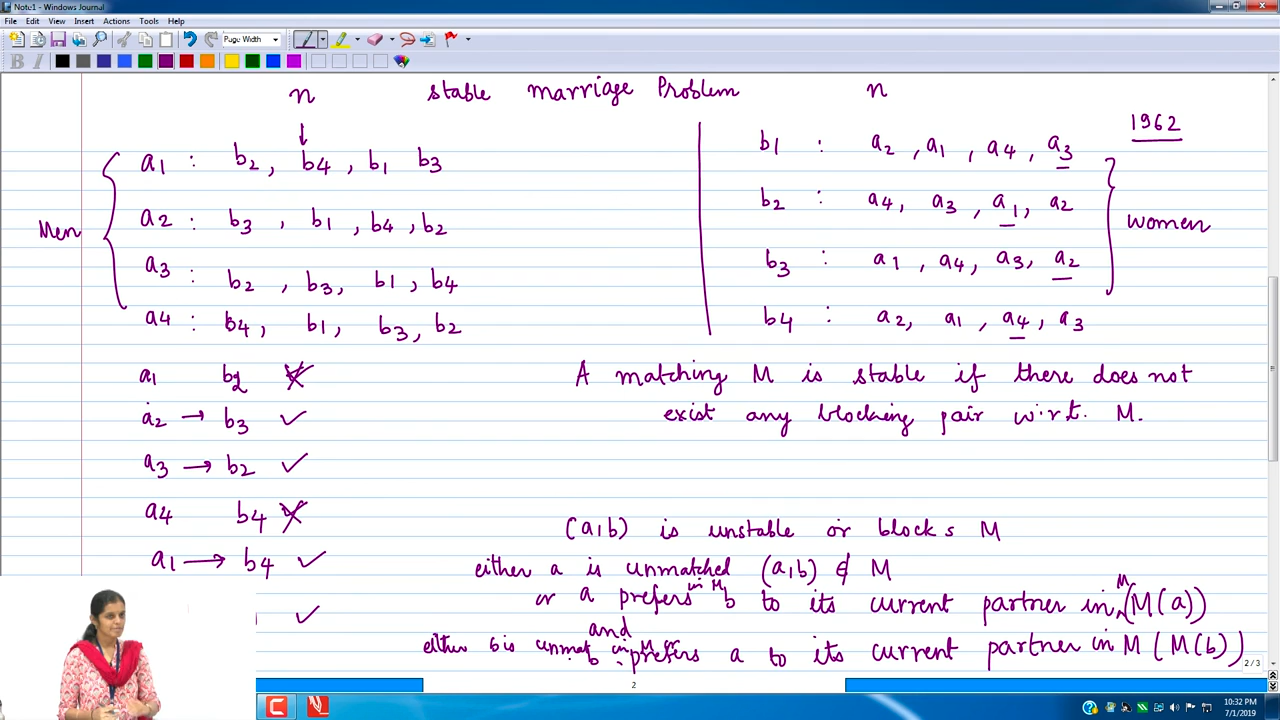 Note1 - Windows Journal
File Edit View Insert Actions Tools Help
Page Width
B I
n stable marriage Problem n
1962
a1 : b2, b4, b1 b3
a2 : b3, b1, b4, b2
a3 : b2, b3, b1, b4
a4 : b4, b1, b3, b2
Men
b1 : a2, a1, a4, a3
b2 : a4, a3, a1, a2
b3 : a1, a4, a3, a2
b4 : a2, a1, a4, a3
women
a1 b2
a2 → b3 ✓
a3 → b2 ✓
a4 b4
a1 → b4 ✓
✓
A matching M is stable if there does not
exist any blocking pair w.r.t. M.
(a,b) is unstable or blocks M
either a is unmatched (a,b) ∉ M
in M
or a prefers b to its current partner in M (M(a))
and
either b is unmat in M or
b prefers a to its current partner in M (M(b))
2
2/3
10:32 PM
7/1/2019